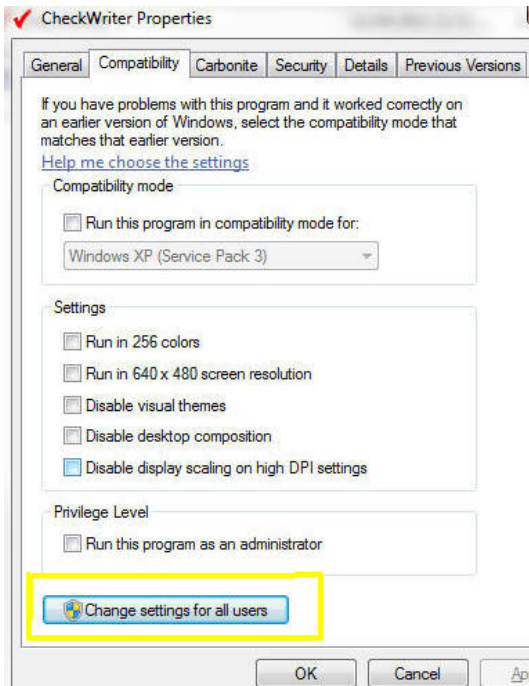 CheckWriter Properties
General Compatibility Carbonite Security Details Previous Versions
If you have problems with this program and it worked correctly on
an earlier version of Windows, select the compatibility mode that
matches that earlier version.
Help me choose the settings
Compatibility mode
Run this program in compatibility mode for:
Windows XP (Service Pack 3)
Settings
Run in 256 colors
Run in 640 x 480 screen resolution
Disable visual themes
Disable desktop composition
Disable display scaling on high DPI settings
Privilege Level
Run this program as an administrator
Change settings for all users
OK Cancel Ap